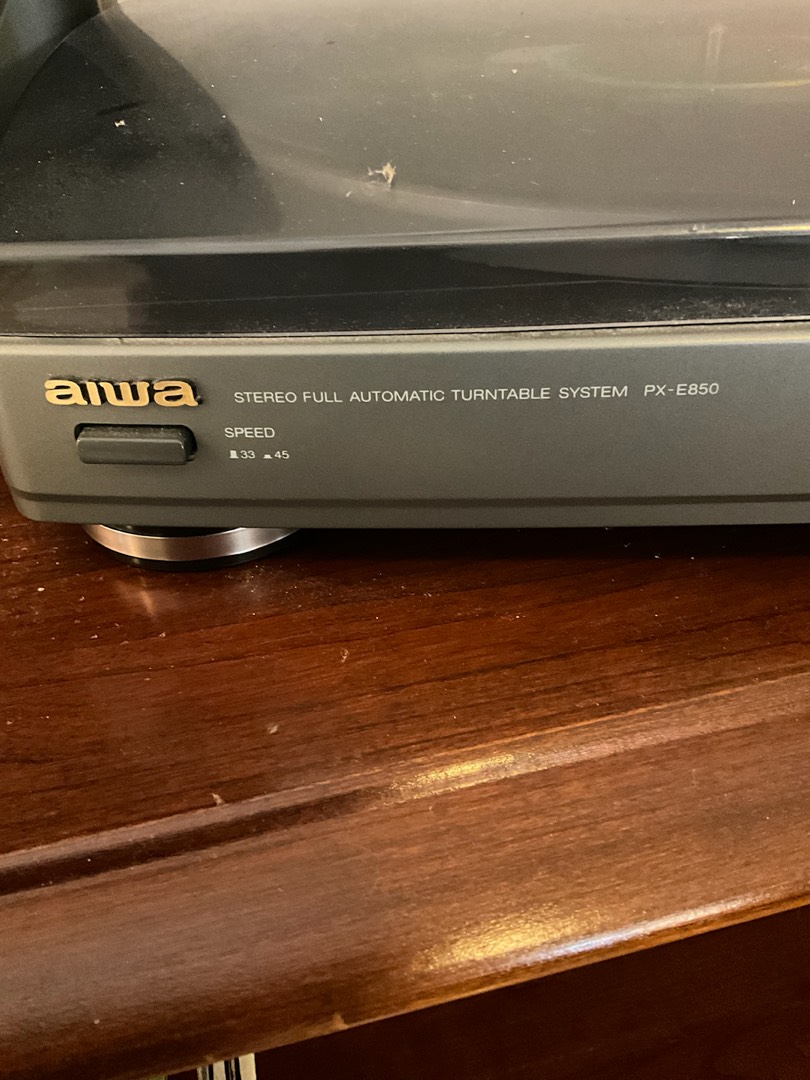 aiwa STEREO FULL AUTOMATIC TURNTABLE SYSTEM PX-E850
SPEED
33 45